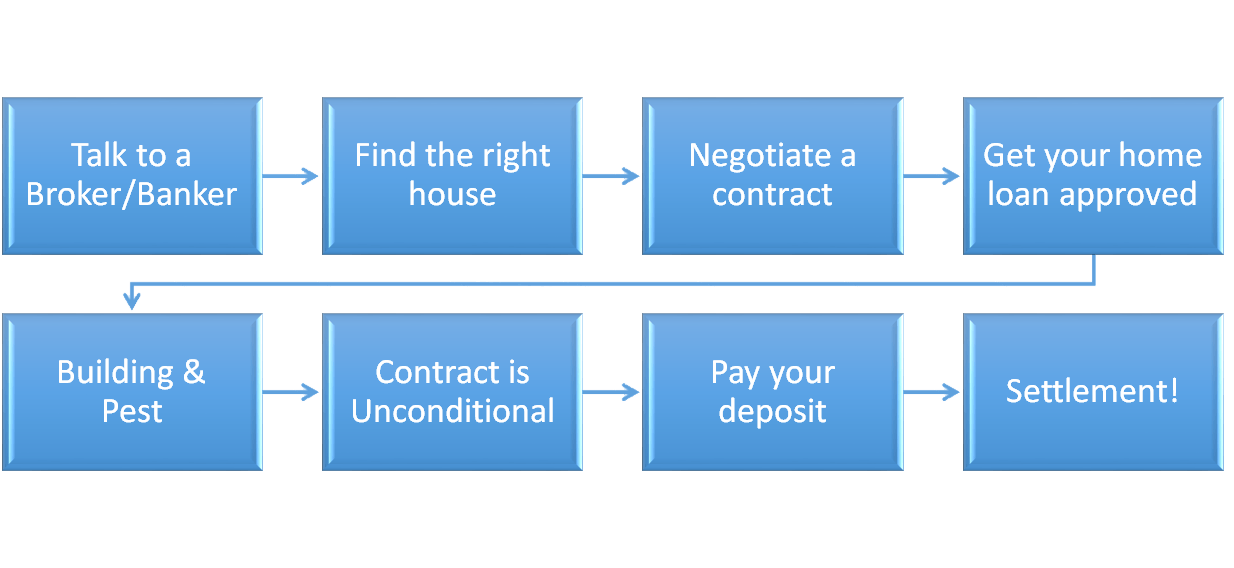 Talk to a
Broker/Banker
Find the right
house
Negotiate a
contract
Get your home
loan approved
Building &
Pest
Contract is
Unconditional
Pay your
deposit
Settlement!